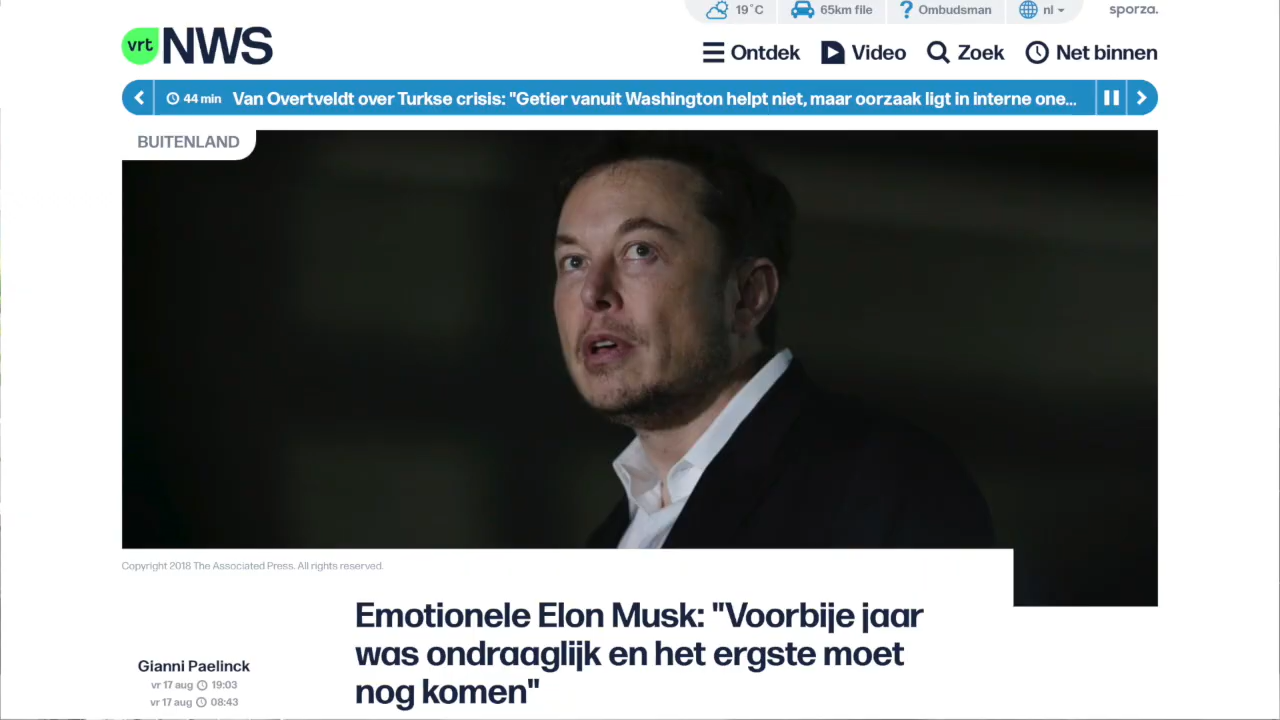 19°C
65km file
Ombudsman
nl
sporza.
vrt NWS
Ontdek
Video
Zoek
Net binnen
44 min Van Overtveldt over Turkse crisis: "Getier vanuit Washington helpt niet, maar oorzaak ligt in interne one...
BUITENLAND
Copyright 2018 The Associated Press. All rights reserved.
Emotionele Elon Musk: "Voorbije jaar
was ondraaglijk en het ergste moet
nog komen"
Gianni Paelinck
vr 17 aug 19:03
vr 17 aug 08:43